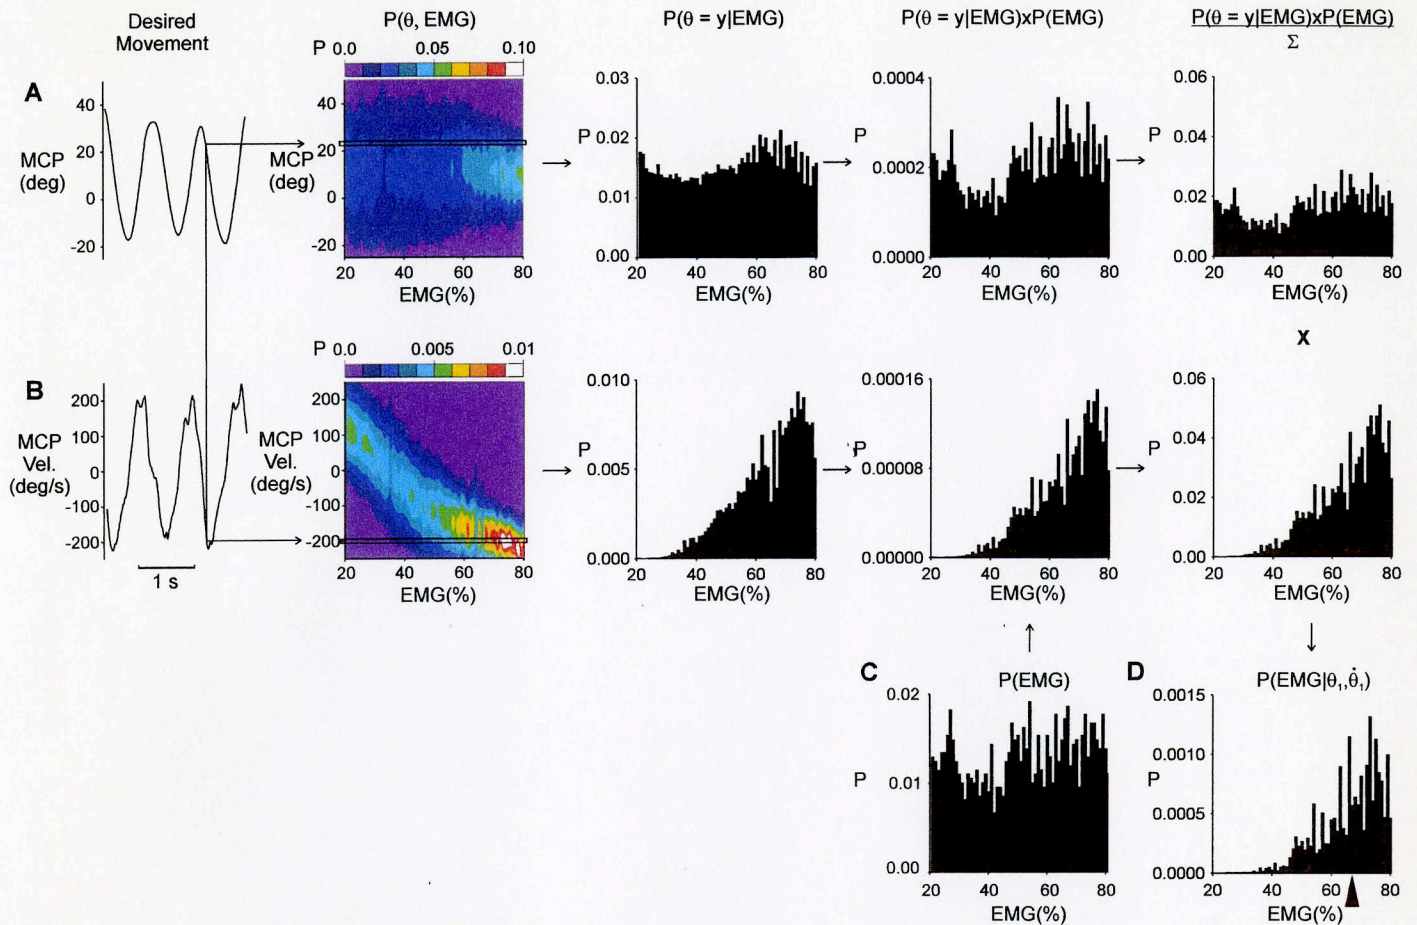 Desired
Movement
P(θ, EMG)
P(θ = y|EMG)
P(θ = y|EMG)xP(EMG)
P(θ = y|EMG)xP(EMG)
Σ
P 0.0 0.05 0.10
A
40
20
0
-20
MCP
(deg)
MCP
(deg)
40
20
0
-20
20 40 60 80
EMG(%)
P
0.03
0.02
0.01
0.00
20 40 60 80
EMG(%)
P
0.0004
0.0002
0.0000
20 40 60 80
EMG(%)
P
0.06
0.04
0.02
0.00
20 40 60 80
EMG(%)
x
P 0.0 0.005 0.01
B
200
100
0
-100
-200
MCP
Vel.
(deg/s)
1 s
MCP
Vel.
(deg/s)
200
100
0
-100
-200
20 40 60 80
EMG(%)
P
0.010
0.005
0.000
20 40 60 80
EMG(%)
P
0.00016
0.00008
0.00000
20 40 60 80
EMG(%)
P
0.06
0.04
0.02
0.00
20 40 60 80
EMG(%)
C
P(EMG)
P
0.02
0.01
0.00
20 40 60 80
EMG(%)
D
P(EMG|θ₁,θ̇₁)
P
0.0015
0.0010
0.0005
0.0000
20 40 60 80
EMG(%)